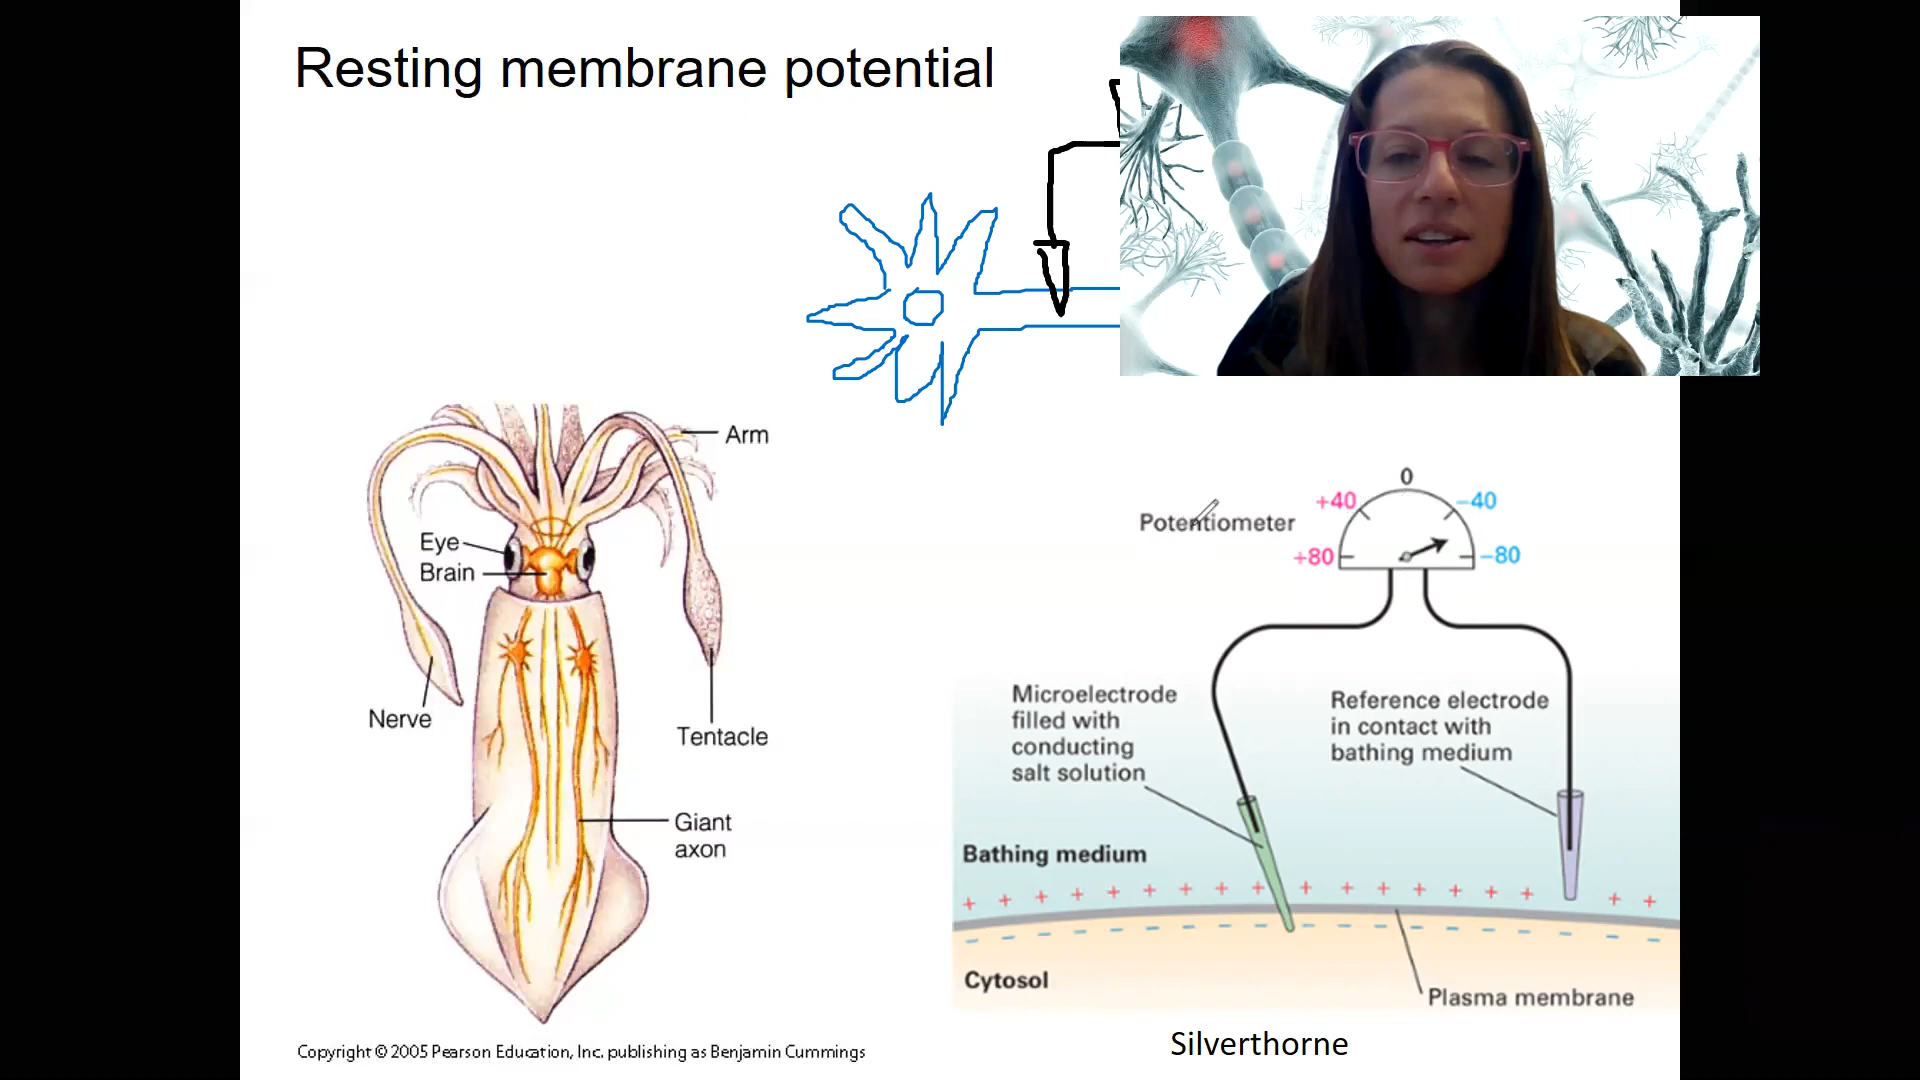 Resting membrane potential
Arm
Eye
Brain
Nerve
Tentacle
Giant
axon
Copyright © 2005 Pearson Education, Inc. publishing as Benjamin Cummings
0
+40
−40
Potentiometer
+80
−80
Microelectrode
filled with
conducting
salt solution
Reference electrode
in contact with
bathing medium
Bathing medium
Cytosol
Plasma membrane
Silverthorne